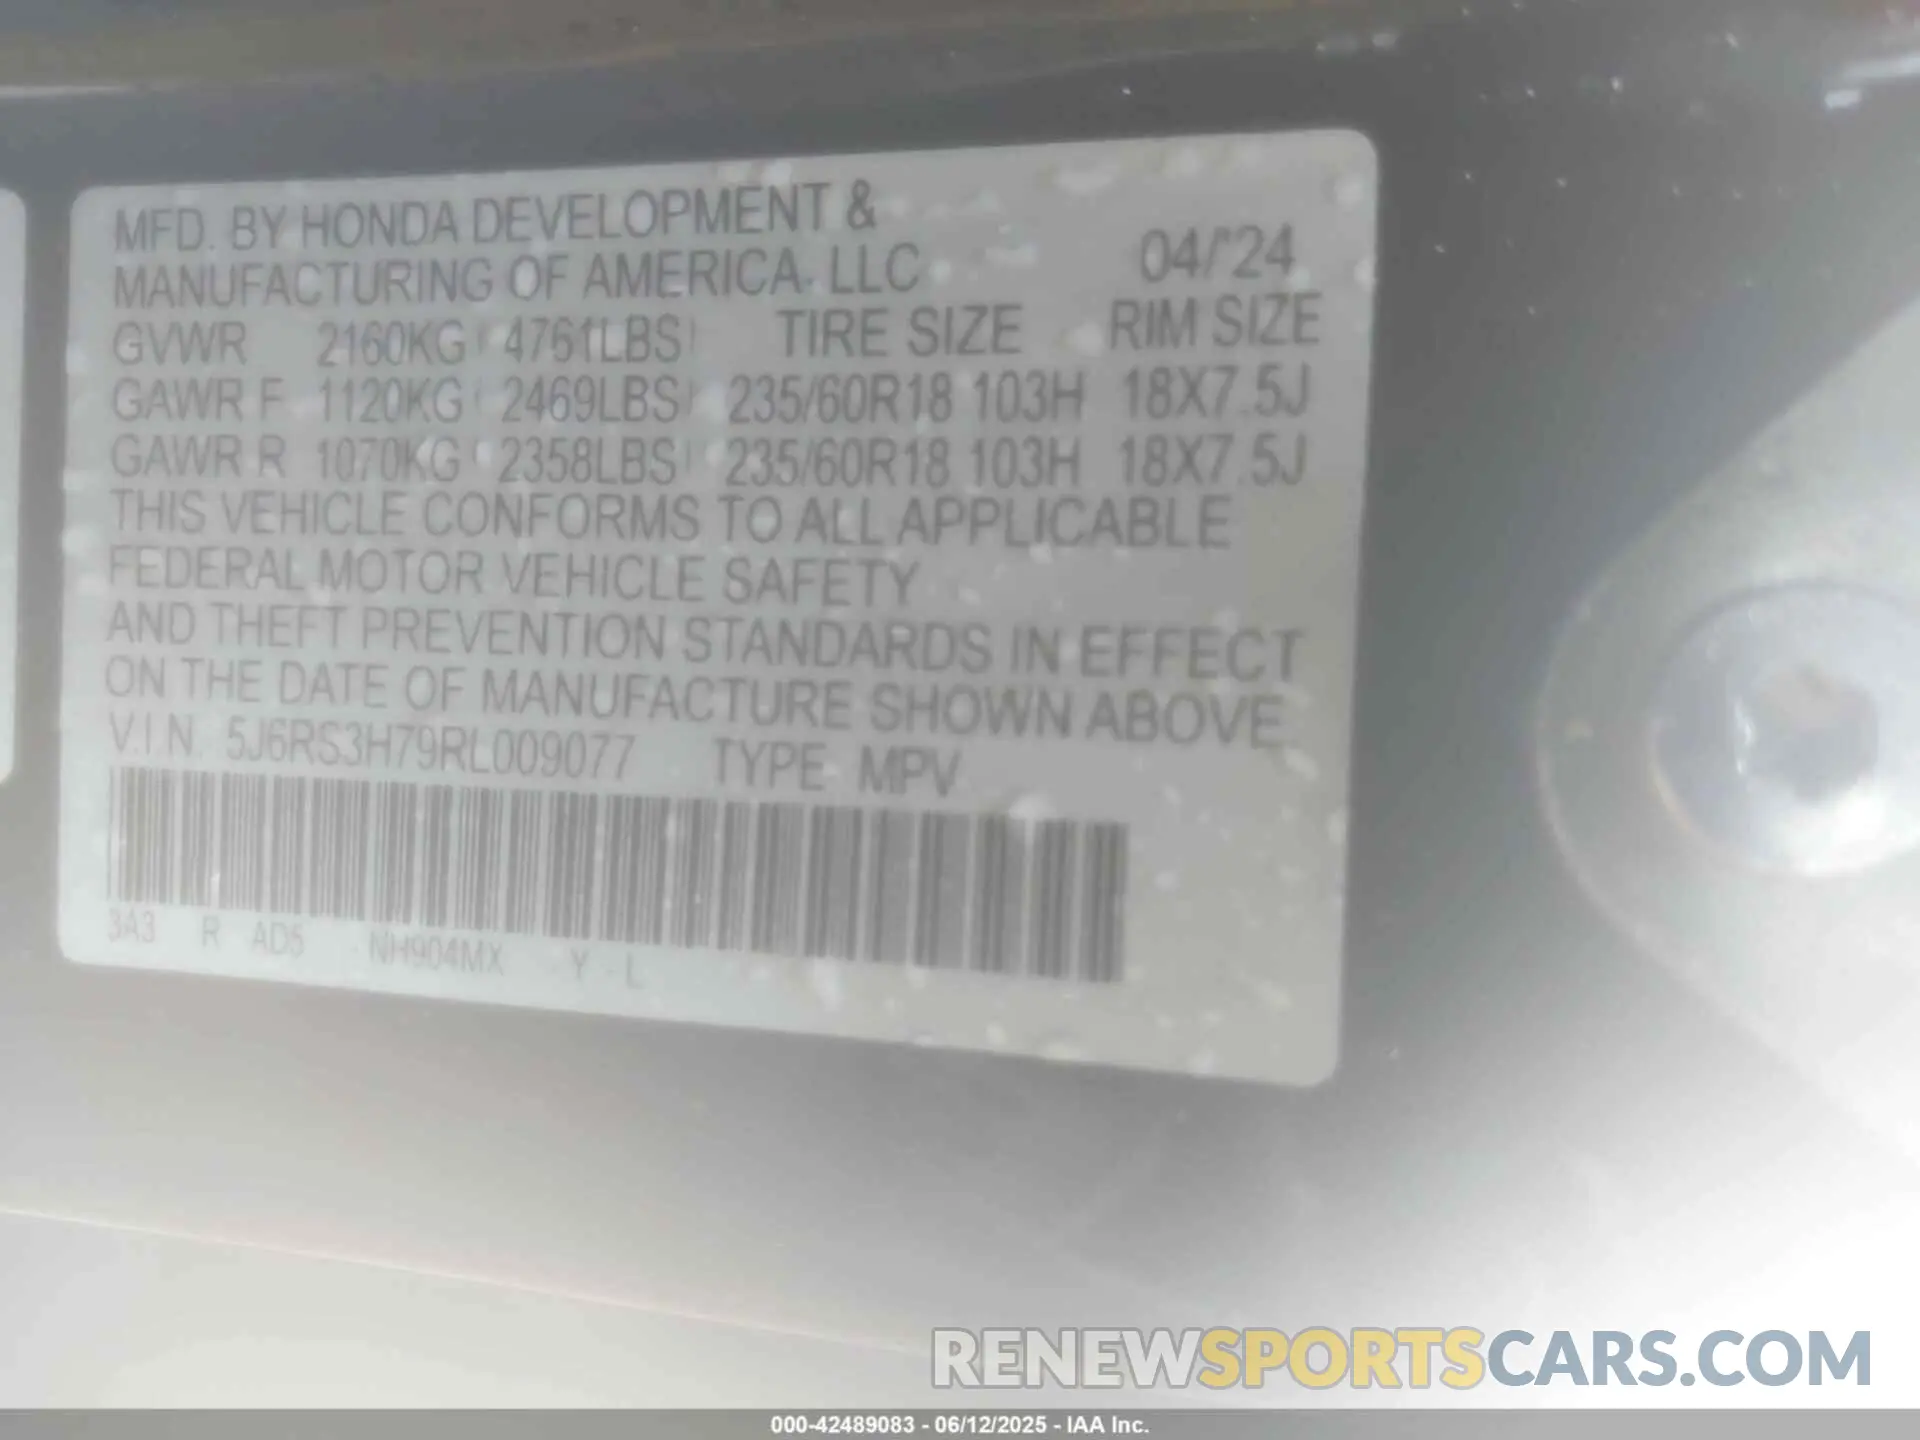 MFD. BY HONDA DEVELOPMENT &
MANUFACTURING OF AMERICA, LLC 04/'24
GVWR 2160KG( 4761LBS) TIRE SIZE RIM SIZE
GAWR F 1120KG( 2469LBS) 235/60R18 103H 18X7.5J
GAWR R 1070KG( 2358LBS) 235/60R18 103H 18X7.5J
THIS VEHICLE CONFORMS TO ALL APPLICABLE
FEDERAL MOTOR VEHICLE SAFETY
AND THEFT PREVENTION STANDARDS IN EFFECT
ON THE DATE OF MANUFACTURE SHOWN ABOVE.
V.I.N. 5J6RS3H79RL009077 TYPE MPV
3A3 R AD5 NH904MX Y L
RENEWSPORTSCARS.COM
000-42489083 - 06/12/2025 - IAA Inc.